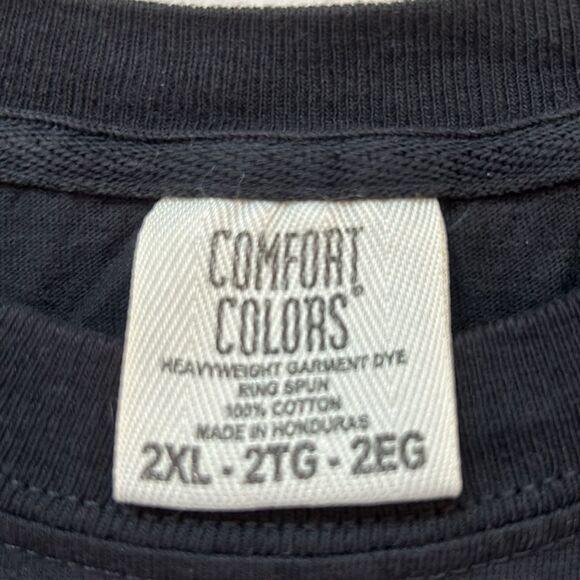 COMFORT
COLORS®
HEAVYWEIGHT GARMENT DYE
RING SPUN
100% COTTON
MADE IN HONDURAS
2XL - 2TG - 2EG